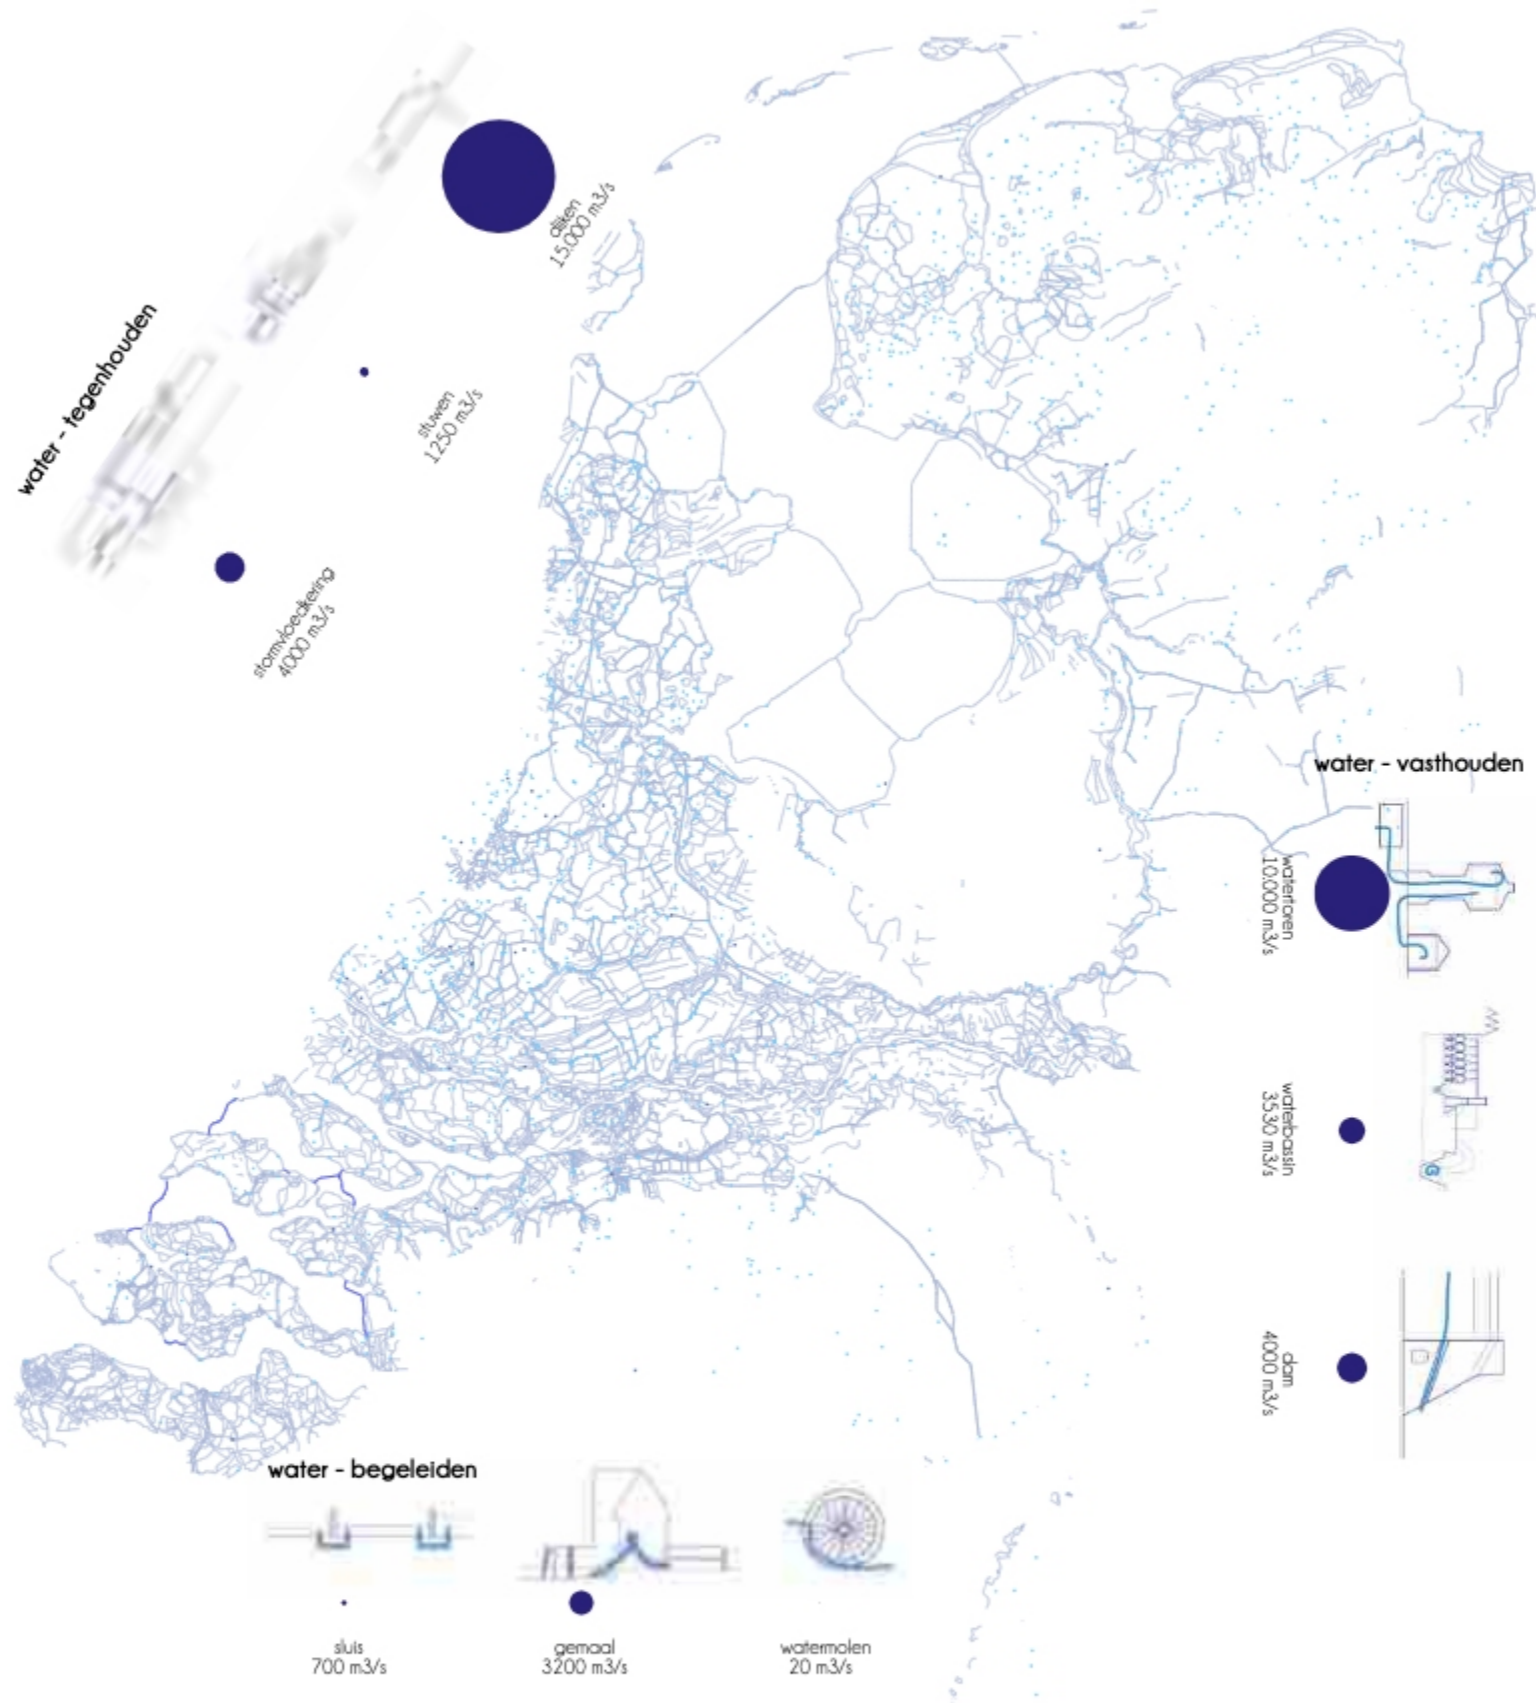 water - tegenhouden
dijken
15.000 m3/s
stuwen
1250 m3/s
stormvloedkering
4000 m3/s
water - vasthouden
watertoren
10.000 m3/s
waterbassin
3530 m3/s
dam
4000 m3/s
water - begeleiden
sluis
700 m3/s
gemaal
3200 m3/s
watermolen
20 m3/s